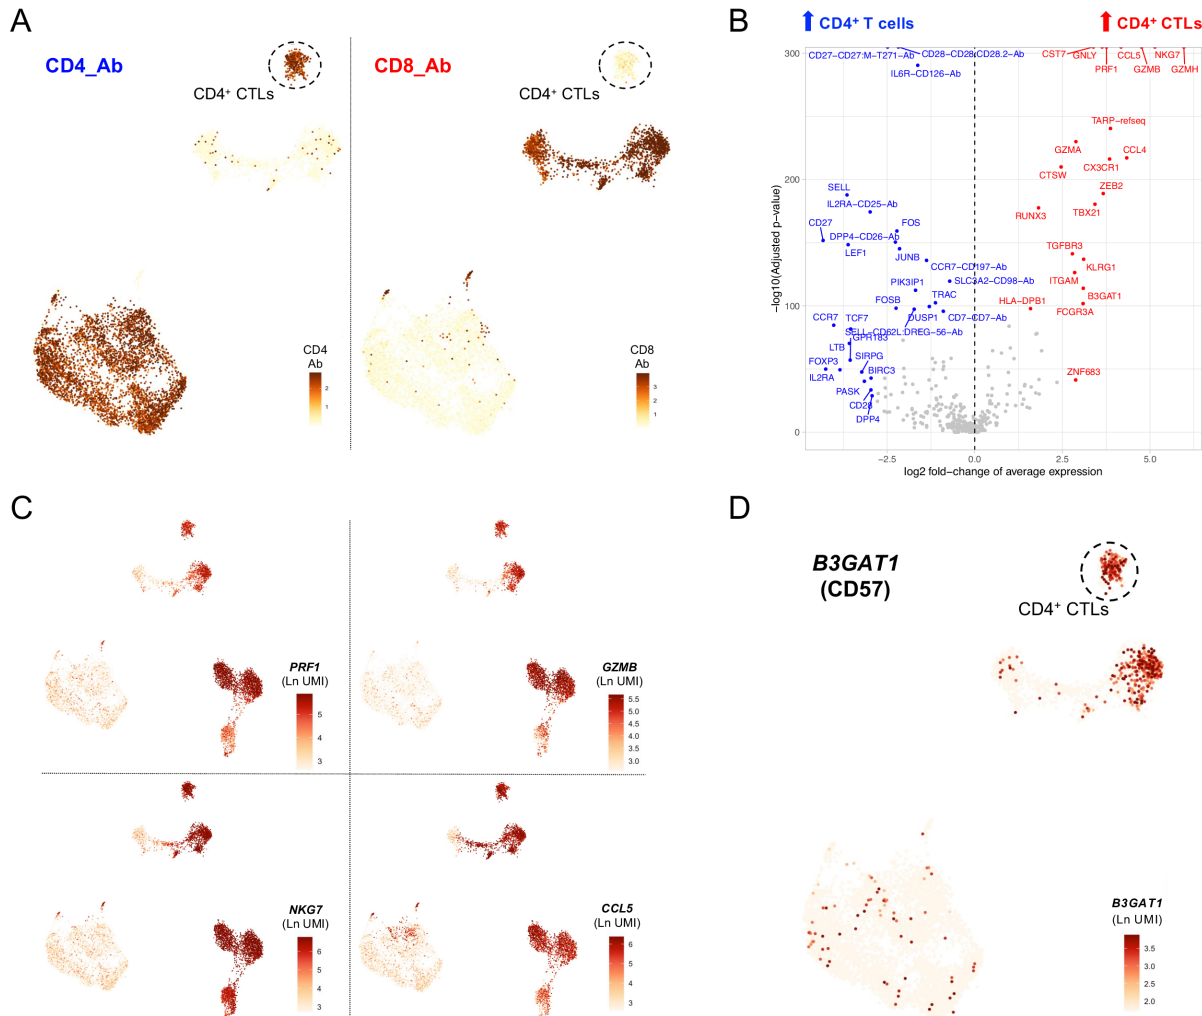 A
CD4_Ab
CD8_Ab
CD4⁺ CTLs
CD4⁺ CTLs
CD4
Ab
2
1
CD8
Ab
3
2
1
B
CD4⁺ T cells
CD4⁺ CTLs
CD27−CD27:M−T271−Ab
CD28−CD28:CD28.2−Ab
IL6R−CD126−Ab
CST7
GNLY
PRF1
CCL5
GZMB
NKG7
GZMH
TARP−refseq
GZMA
CX3CR1
CCL4
CTSW
ZEB2
TBX21
RUNX3
SELL
IL2RA−CD25−Ab
CD27
FOS
DPP4−CD26−Ab
LEF1
JUNB
CCR7−CD197−Ab
SLC3A2−CD98−Ab
PIK3IP1
TRAC
FOSB
DUSP1
CD7−CD7−Ab
SELL−CD62L:DREG−56−Ab
CCR7
TCF7
GPR183
LTB
SIRPG
FOXP3
IL2RA
BIRC3
PASK
CD28
DPP4
TGFBR3
KLRG1
ITGAM
B3GAT1
FCGR3A
HLA−DPB1
ZNF683
300
200
100
0
−log10(Adjusted p−value)
−2.5
0.0
2.5
5.0
log2 fold−change of average expression
C
PRF1
(Ln UMI)
5
4
3
GZMB
(Ln UMI)
5.5
5.0
4.5
4.0
3.5
3.0
NKG7
(Ln UMI)
6
5
4
3
CCL5
(Ln UMI)
6
5
4
3
D
B3GAT1
(CD57)
CD4⁺ CTLs
B3GAT1
(Ln UMI)
3.5
3.0
2.5
2.0